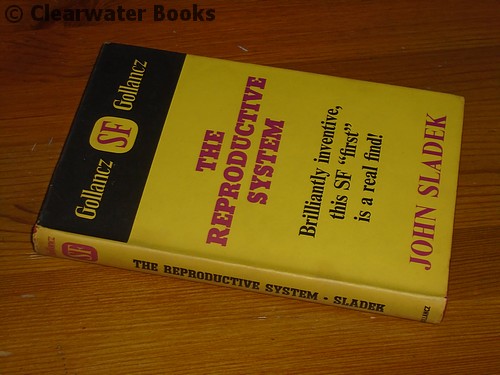 © Clearwater Books
Gollancz SF Gollancz
THE
REPRODUCTIVE
SYSTEM
Brilliantly inventive,
this SF "first"
is a real find!
JOHN SLADEK
SF
THE REPRODUCTIVE SYSTEM • SLADEK